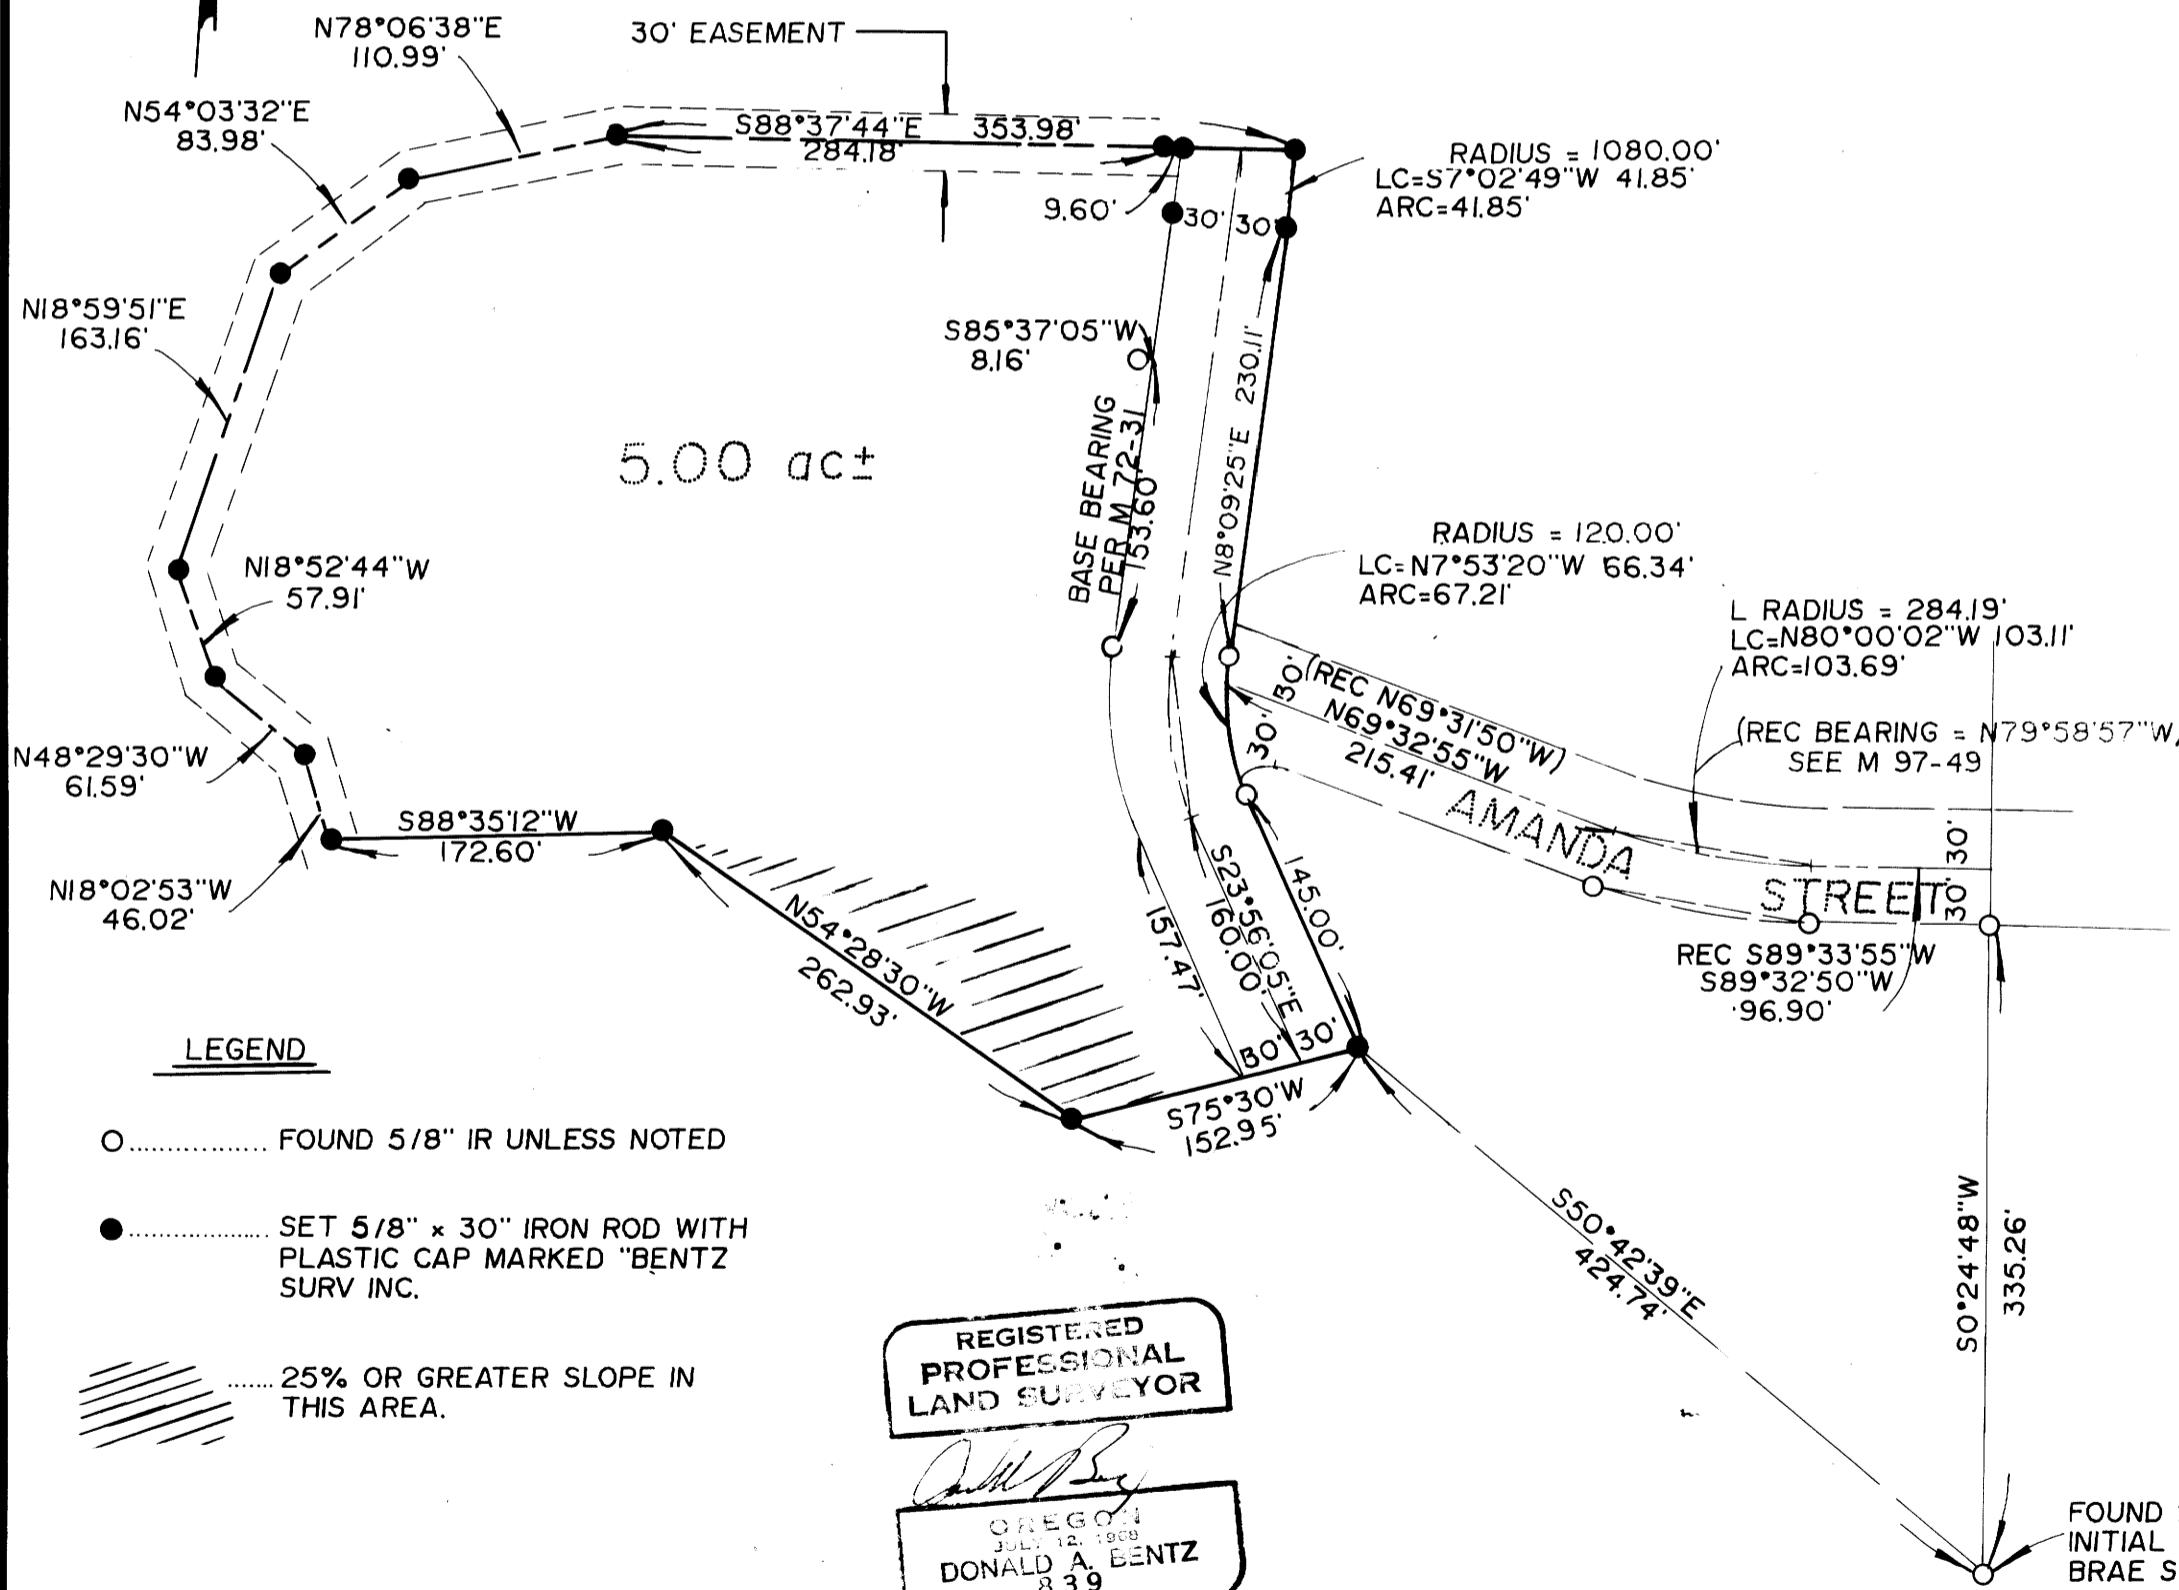 N78°06'38"E
110.99'
30' EASEMENT
N54°03'32"E
83.98'
S88°37'44"E 353.98'
284.18'
RADIUS = 1080.00'
LC=S7°02'49"W 41.85'
ARC=41.85'
9.60'
30' 30'
N18°59'51"E
163.16'
S85°37'05"W
8.16'
BASE BEARING
PER M 72-31
153.60'
N8°09'25"E 230.11'
5.00 ac±
N18°52'44"W
57.91'
RADIUS = 120.00'
LC=N7°53'20"W 66.34'
ARC=67.21'
L RADIUS = 284.19'
LC=N80°00'02"W 103.11'
ARC=103.69'
(REC BEARING = N79°58'57"W,
SEE M 97-49
30'
30'
(REC N69°31'50"W)
N69°32'55"W
215.41'
AMANDA
STREET
30'
30'
N48°29'30"W
61.59'
S88°35'12"W
172.60'
N18°02'53"W
46.02'
N54°28'30"W
262.93'
157.47'
S23°56'05"E
160.00'
145.00'
30' 30'
REC S89°33'55"W
S89°32'50"W
96.90'
S75°30'W
152.95'
S50°42'39"E
424.74'
S0°24'48"W
335.26'
LEGEND
FOUND 5/8" IR UNLESS NOTED
SET 5/8" x 30" IRON ROD WITH
PLASTIC CAP MARKED "BENTZ
SURV INC.
25% OR GREATER SLOPE IN
THIS AREA.
REGISTERED
PROFESSIONAL
LAND SURVEYOR
OREGON
JULY 12, 1968
DONALD A. BENTZ
839
FOUND
INITIAL
BRAE S